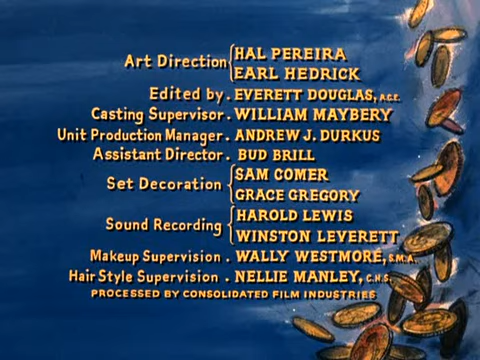 Art Direction { HAL PEREIRA
EARL HEDRICK
Edited by . EVERETT DOUGLAS, A.C.E.
Casting Supervisor . WILLIAM MAYBERY
Unit Production Manager . ANDREW J. DURKUS
Assistant Director . BUD BRILL
Set Decoration { SAM COMER
GRACE GREGORY
Sound Recording { HAROLD LEWIS
WINSTON LEVERETT
Makeup Supervision . WALLY WESTMORE, S.M.A.
Hair Style Supervision . NELLIE MANLEY, C.H.S.
PROCESSED BY CONSOLIDATED FILM INDUSTRIES